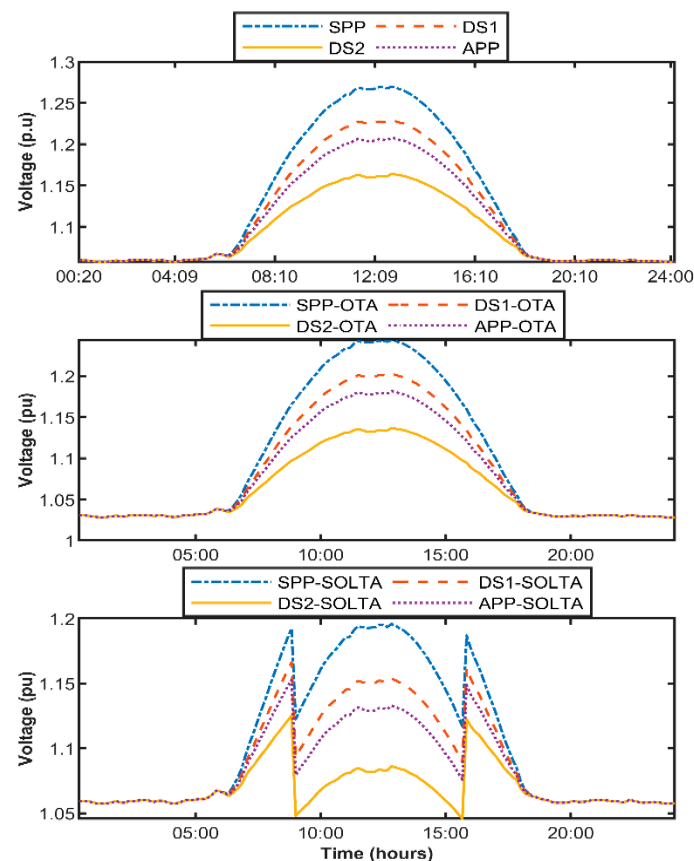 SPP DS1
DS2 APP
1.3
1.25
1.2
1.15
1.1
Voltage (p.u)
00:20 04:09 08:10 12:09 16:10 20:10 24:00
SPP-OTA DS1-OTA
DS2-OTA APP-OTA
1.2
1.15
1.1
1.05
1
Voltage (pu)
05:00 10:00 15:00 20:00
SPP-SOLTA DS1-SOLTA
DS2-SOLTA APP-SOLTA
1.2
1.15
1.1
1.05
Voltage (pu)
05:00 10:00 15:00 20:00
Time (hours)